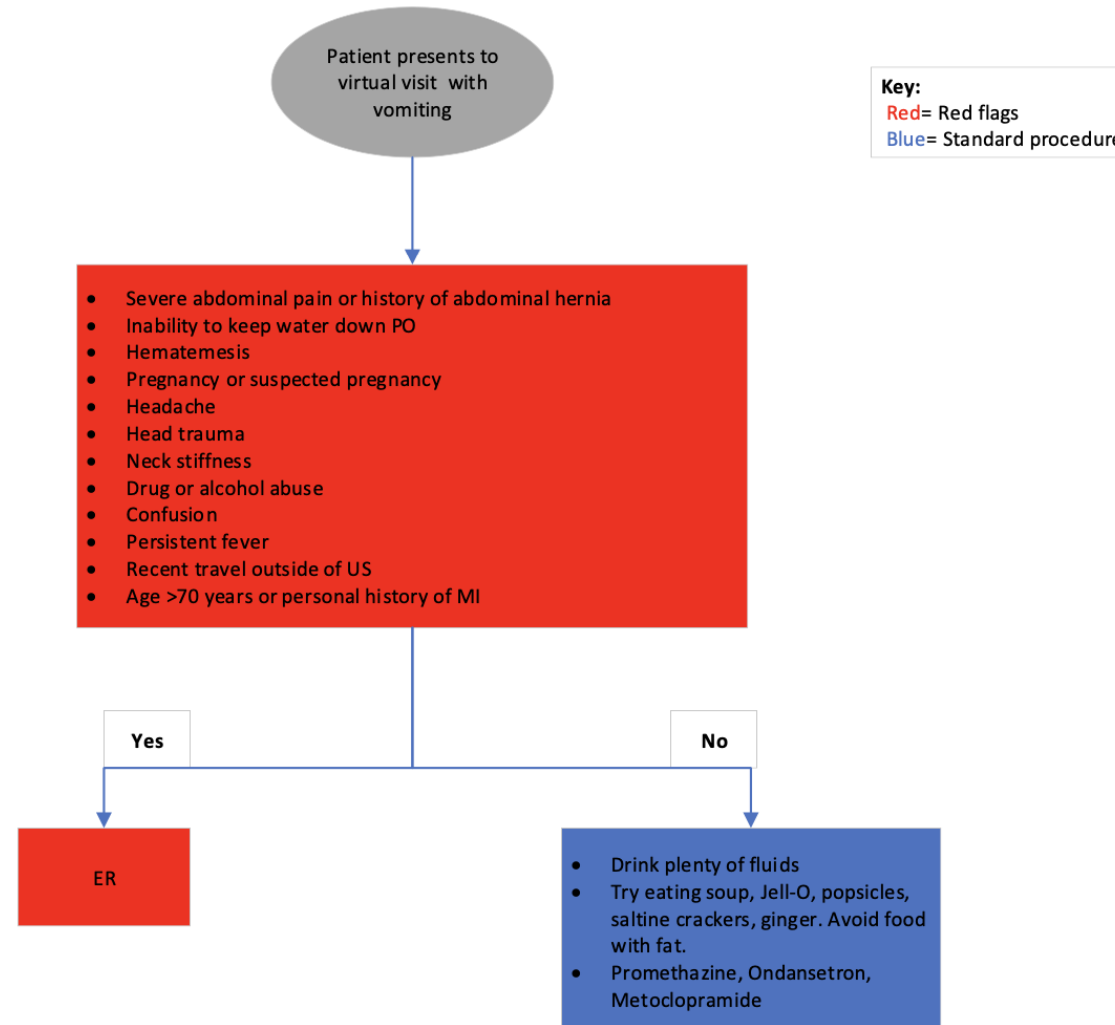 Patient presents to
virtual visit with
vomiting
Key:
Red= Red flags
Blue= Standard procedure
• Severe abdominal pain or history of abdominal hernia
• Inability to keep water down PO
• Hematemesis
• Pregnancy or suspected pregnancy
• Headache
• Head trauma
• Neck stiffness
• Drug or alcohol abuse
• Confusion
• Persistent fever
• Recent travel outside of US
• Age >70 years or personal history of MI
Yes
No
ER
• Drink plenty of fluids
• Try eating soup, Jell-O, popsicles,
saltine crackers, ginger. Avoid food
with fat.
• Promethazine, Ondansetron,
Metoclopramide